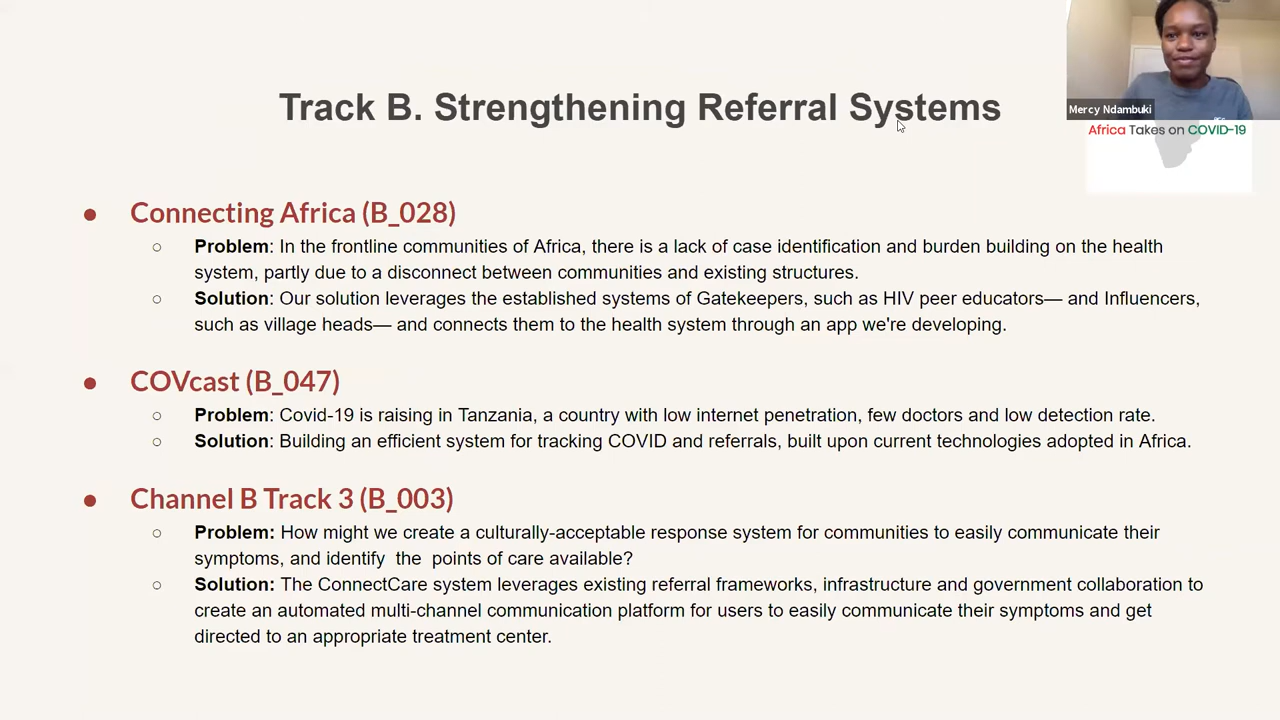 Track B. Strengthening Referral Systems
Mercy Ndambuki
Africa Takes on COVID-19
● Connecting Africa (B_028)
○ Problem: In the frontline communities of Africa, there is a lack of case identification and burden building on the health
system, partly due to a disconnect between communities and existing structures.
○ Solution: Our solution leverages the established systems of Gatekeepers, such as HIV peer educators— and Influencers,
such as village heads— and connects them to the health system through an app we're developing.
● COVcast (B_047)
○ Problem: Covid-19 is raising in Tanzania, a country with low internet penetration, few doctors and low detection rate.
○ Solution: Building an efficient system for tracking COVID and referrals, built upon current technologies adopted in Africa.
● Channel B Track 3 (B_003)
○ Problem: How might we create a culturally-acceptable response system for communities to easily communicate their
symptoms, and identify  the  points of care available?
○ Solution: The ConnectCare system leverages existing referral frameworks, infrastructure and government collaboration to
create an automated multi-channel communication platform for users to easily communicate their symptoms and get
directed to an appropriate treatment center.